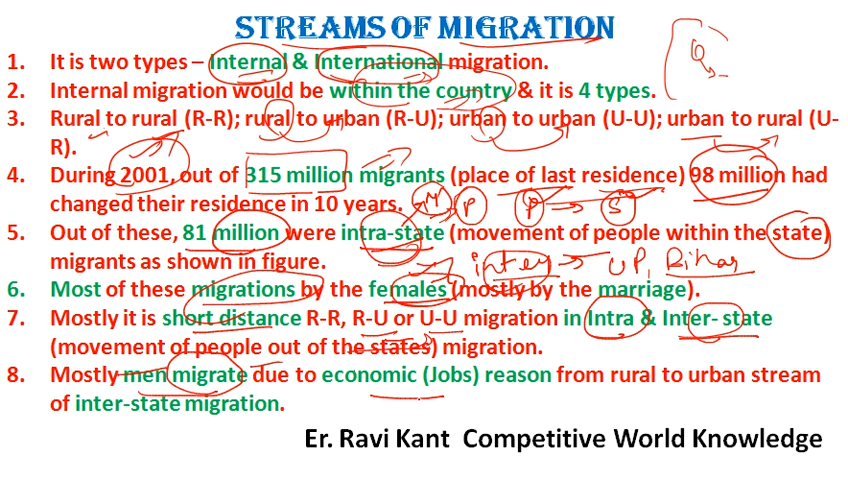 STREAMS OF MIGRATION
1. It is two types – Internal & International migration.
2. Internal migration would be within the country & it is 4 types.
3. Rural to rural (R-R); rural to urban (R-U); urban to urban (U-U); urban to rural (U-
R).
4. During 2001, out of 315 million migrants (place of last residence) 98 million had
changed their residence in 10 years.
M P P S
5. Out of these, 81 million were intra-state (movement of people within the state)
migrants as shown in figure.
UP, Bihar
6. Most of these migrations by the females (mostly by the marriage).
7. Mostly it is short distance R-R, R-U or U-U migration in Intra & Inter- state
(movement of people out of the states) migration.
8. Mostly men migrate due to economic (Jobs) reason from rural to urban stream
of inter-state migration.
Er. Ravi Kant Competitive World Knowledge